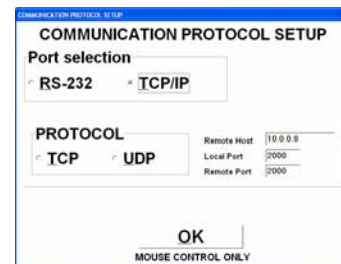 COMMUNICATION PROTOCOL SETUP
COMMUNICATION PROTOCOL SETUP
Port selection
RS-232 TCP/IP
PROTOCOL
TCP UDP
Remote Host 10.0.0.8
Local Port 2000
Remote Port 2000
OK
MOUSE CONTROL ONLY